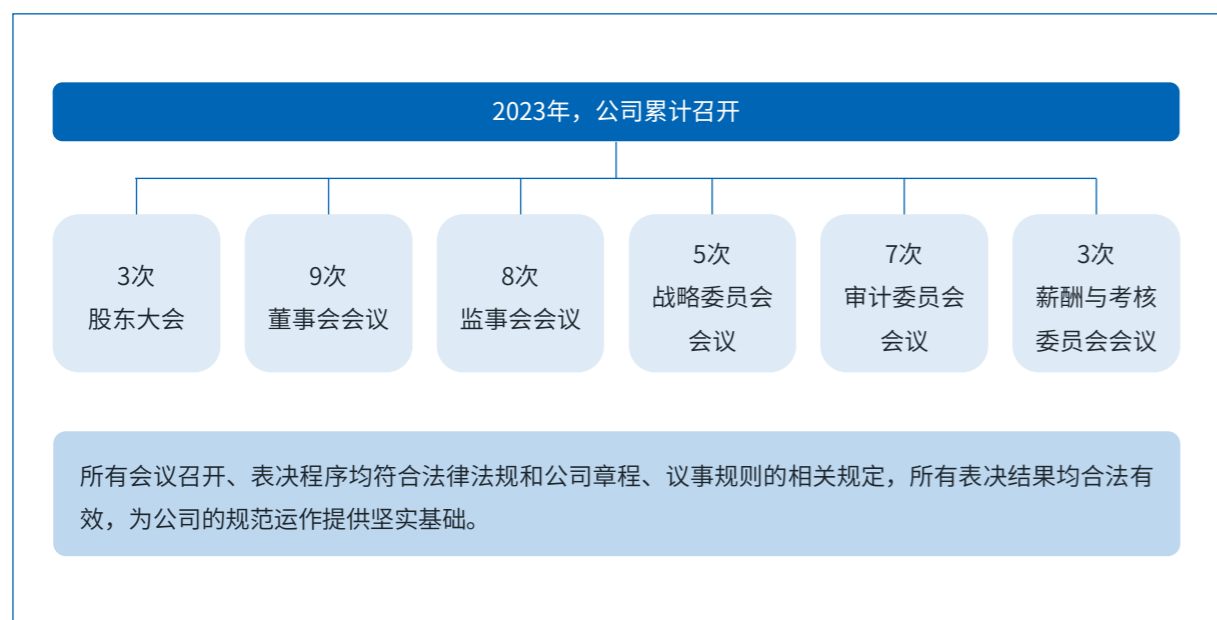 2023年，公司累计召开
3次
股东大会
9次
董事会会议
8次
监事会会议
5次
战略委员会
会议
7次
审计委员会
会议
3次
薪酬与考核
委员会会议
所有会议召开、表决程序均符合法律法规和公司章程、议事规则的相关规定，所有表决结果均合法有
效，为公司的规范运作提供坚实基础。